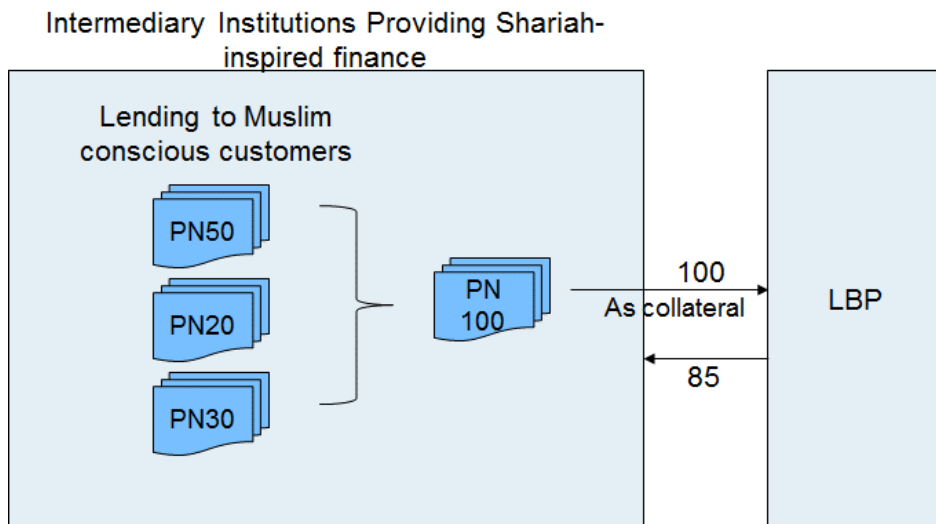 Intermediary Institutions Providing Shariah-
inspired finance
Lending to Muslim
conscious customers
PN50
PN20
PN30
PN
100
100
As collateral
85
LBP